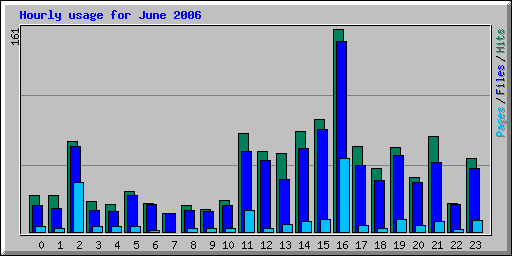 Hourly usage for June 2006
161
Pages/Files/Hits
0 1 2 3 4 5 6 7 8 9 10 11 12 13 14 15 16 17 18 19 20 21 22 23